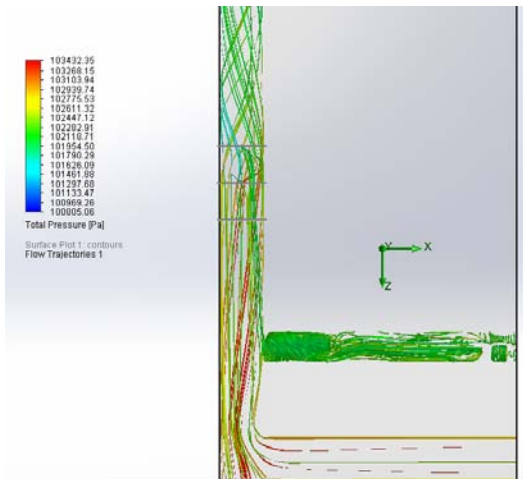 103432.35
103268.15
103103.94
102939.74
102775.53
102611.32
102447.12
102282.91
102118.71
101954.50
101790.29
101626.09
101461.88
101297.68
101133.47
100969.26
100805.06
Total Pressure [Pa]
Surface Plot 1: contours
Flow Trajectories 1
Y
X
Z